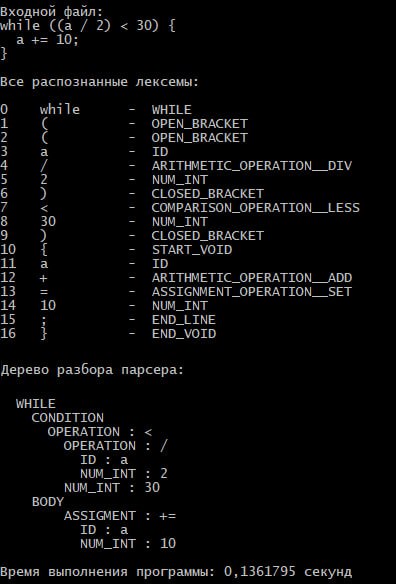 Входной файл:
while ((a / 2) < 30) {
  a += 10;
}
Все распознанные лексемы:
0    while          -  WHILE
1    (              -  OPEN_BRACKET
2    (              -  OPEN_BRACKET
3    a              -  ID
4    /              -  ARITHMETIC_OPERATION__DIV
5    2              -  NUM_INT
6    )              -  CLOSED_BRACKET
7    <              -  COMPARISON_OPERATION__LESS
8    30             -  NUM_INT
9    )              -  CLOSED_BRACKET
10   {              -  START_VOID
11   a              -  ID
12   +              -  ARITHMETIC_OPERATION__ADD
13   =              -  ASSIGNMENT_OPERATION__SET
14   10             -  NUM_INT
15   ;              -  END_LINE
16   }              -  END_VOID
Дерево разбора парсера:
  WHILE
    CONDITION
      OPERATION : <
        OPERATION : /
          ID : a
          NUM_INT : 2
        NUM_INT : 30
    BODY
        ASSIGMENT : +=
          ID : a
          NUM_INT : 10
Время выполнения программы: 0,1361795 секунд